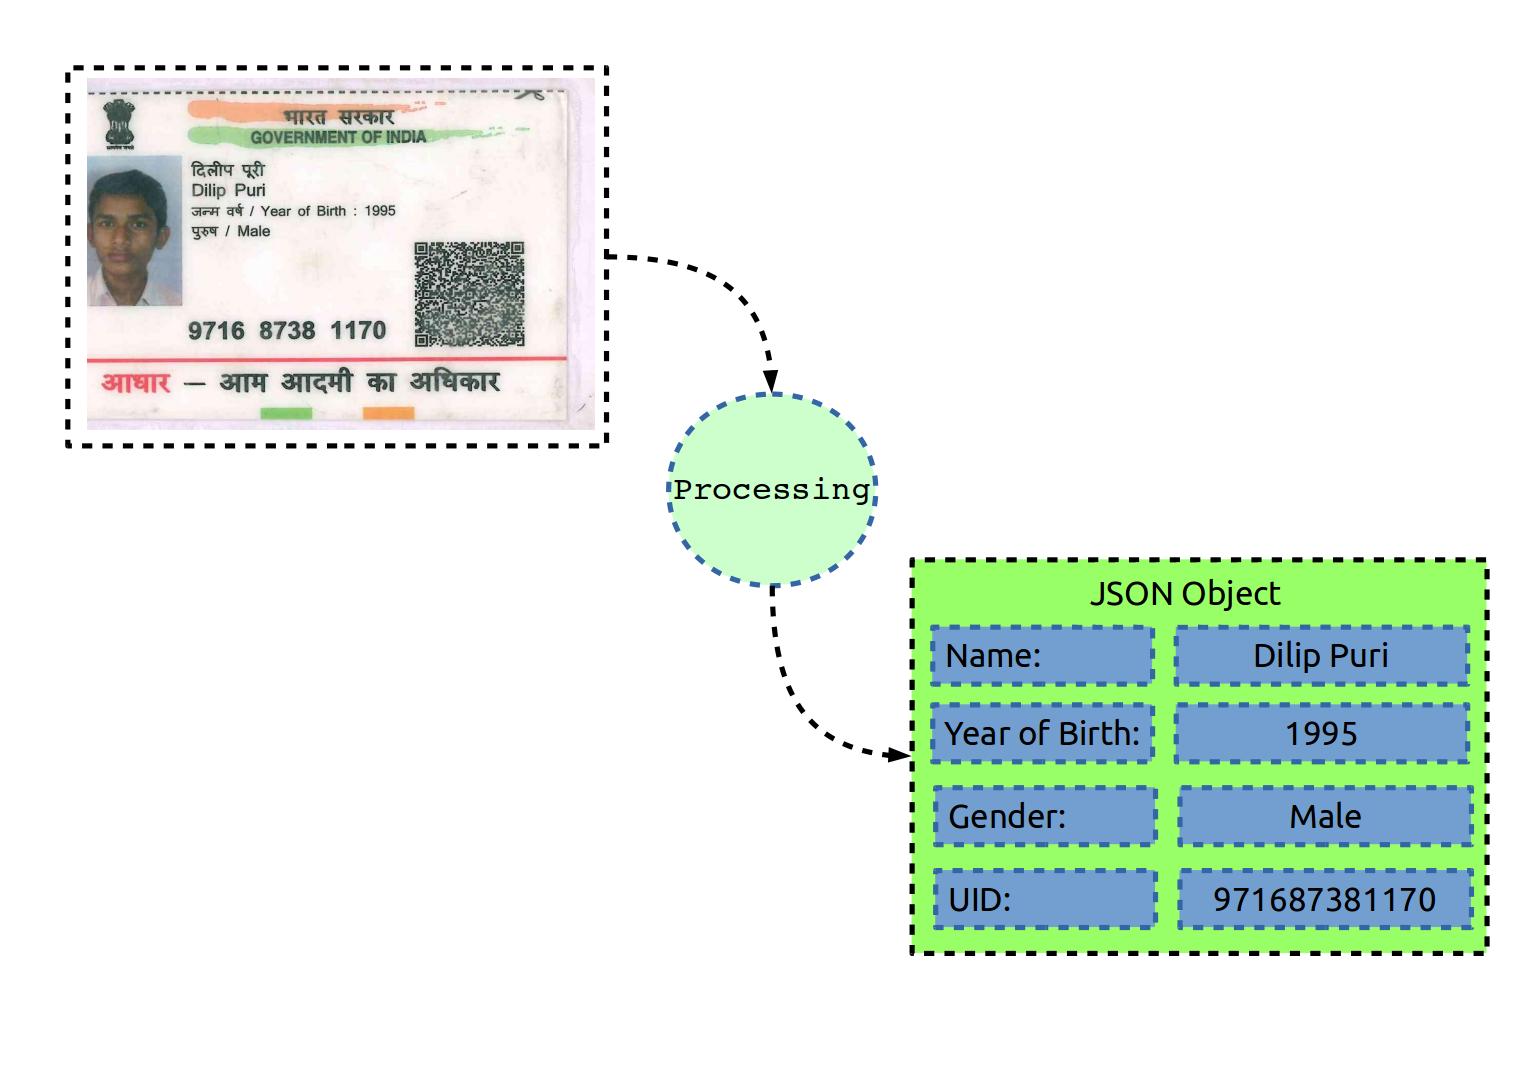 भारत सरकार
GOVERNMENT OF INDIA
दिलीप पूरी
Dilip Puri
जन्म वर्ष / Year of Birth : 1995
पुरुष / Male
9716 8738 1170
आधार — आम आदमी का अधिकार
Processing
JSON Object
Name: Dilip Puri
Year of Birth: 1995
Gender: Male
UID: 971687381170